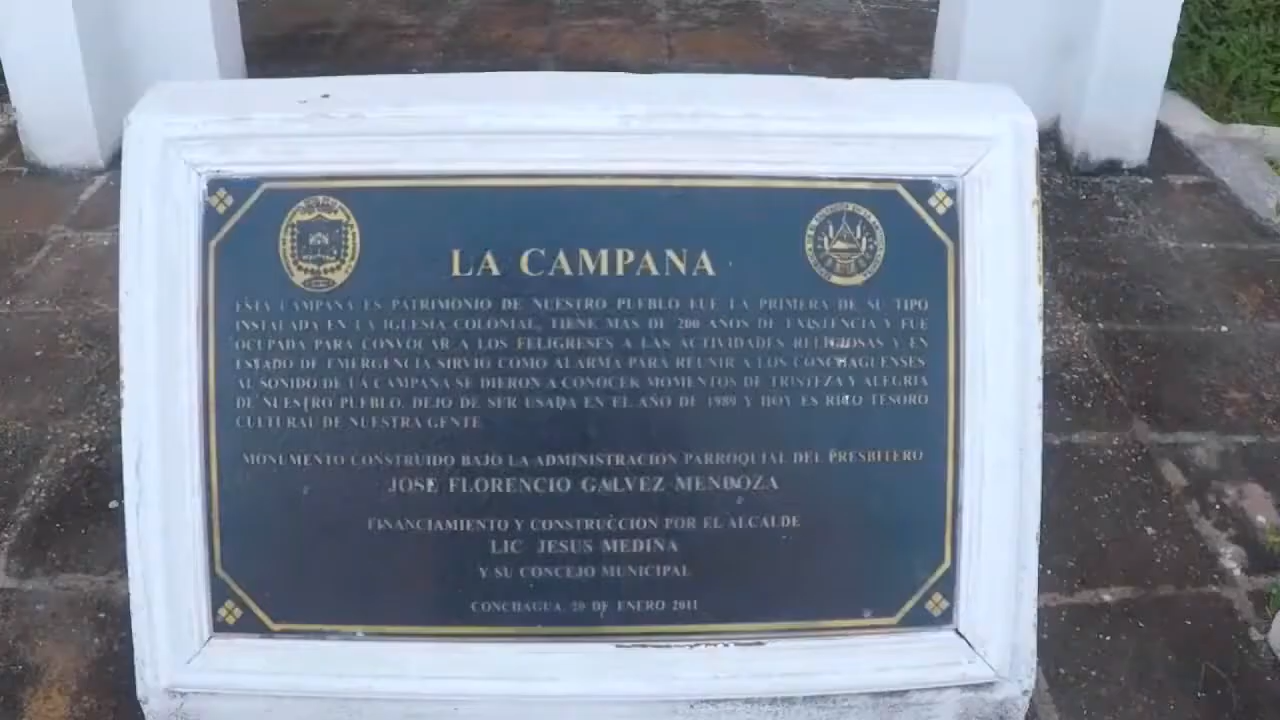 LA CAMPANA
ESTA CAMPANA ES PATRIMONIO DE NUESTRO PUEBLO FUE LA PRIMERA DE SU TIPO
INSTALADA EN LA IGLESIA COLONIAL, TIENE MAS DE 200 AÑOS DE EXISTENCIA Y FUE
OCUPADA PARA CONVOCAR A LOS FELIGRESES A LAS ACTIVIDADES RELIGIOSAS Y EN
ESTADO DE EMERGENCIA SIRVIO COMO ALARMA PARA REUNIR A LOS CONCHAGUENSES
AL SONIDO DE LA CAMPANA SE DIERON A CONOCER MOMENTOS DE TRISTEZA Y ALEGRIA
DE NUESTRO PUEBLO. DEJO DE SER USADA EN EL AÑO DE 1989 Y HOY ES RICO TESORO
CULTURAL DE NUESTRA GENTE
MONUMENTO CONSTRUIDO BAJO LA ADMINISTRACION PARROQUIAL DEL PRESBITERO
JOSE FLORENCIO GALVEZ MENDOZA
FINANCIAMIENTO Y CONSTRUCCION POR EL ALCALDE
LIC JESUS MEDINA
Y SU CONCEJO MUNICIPAL
CONCHAGUA, 20 DE ENERO 2011